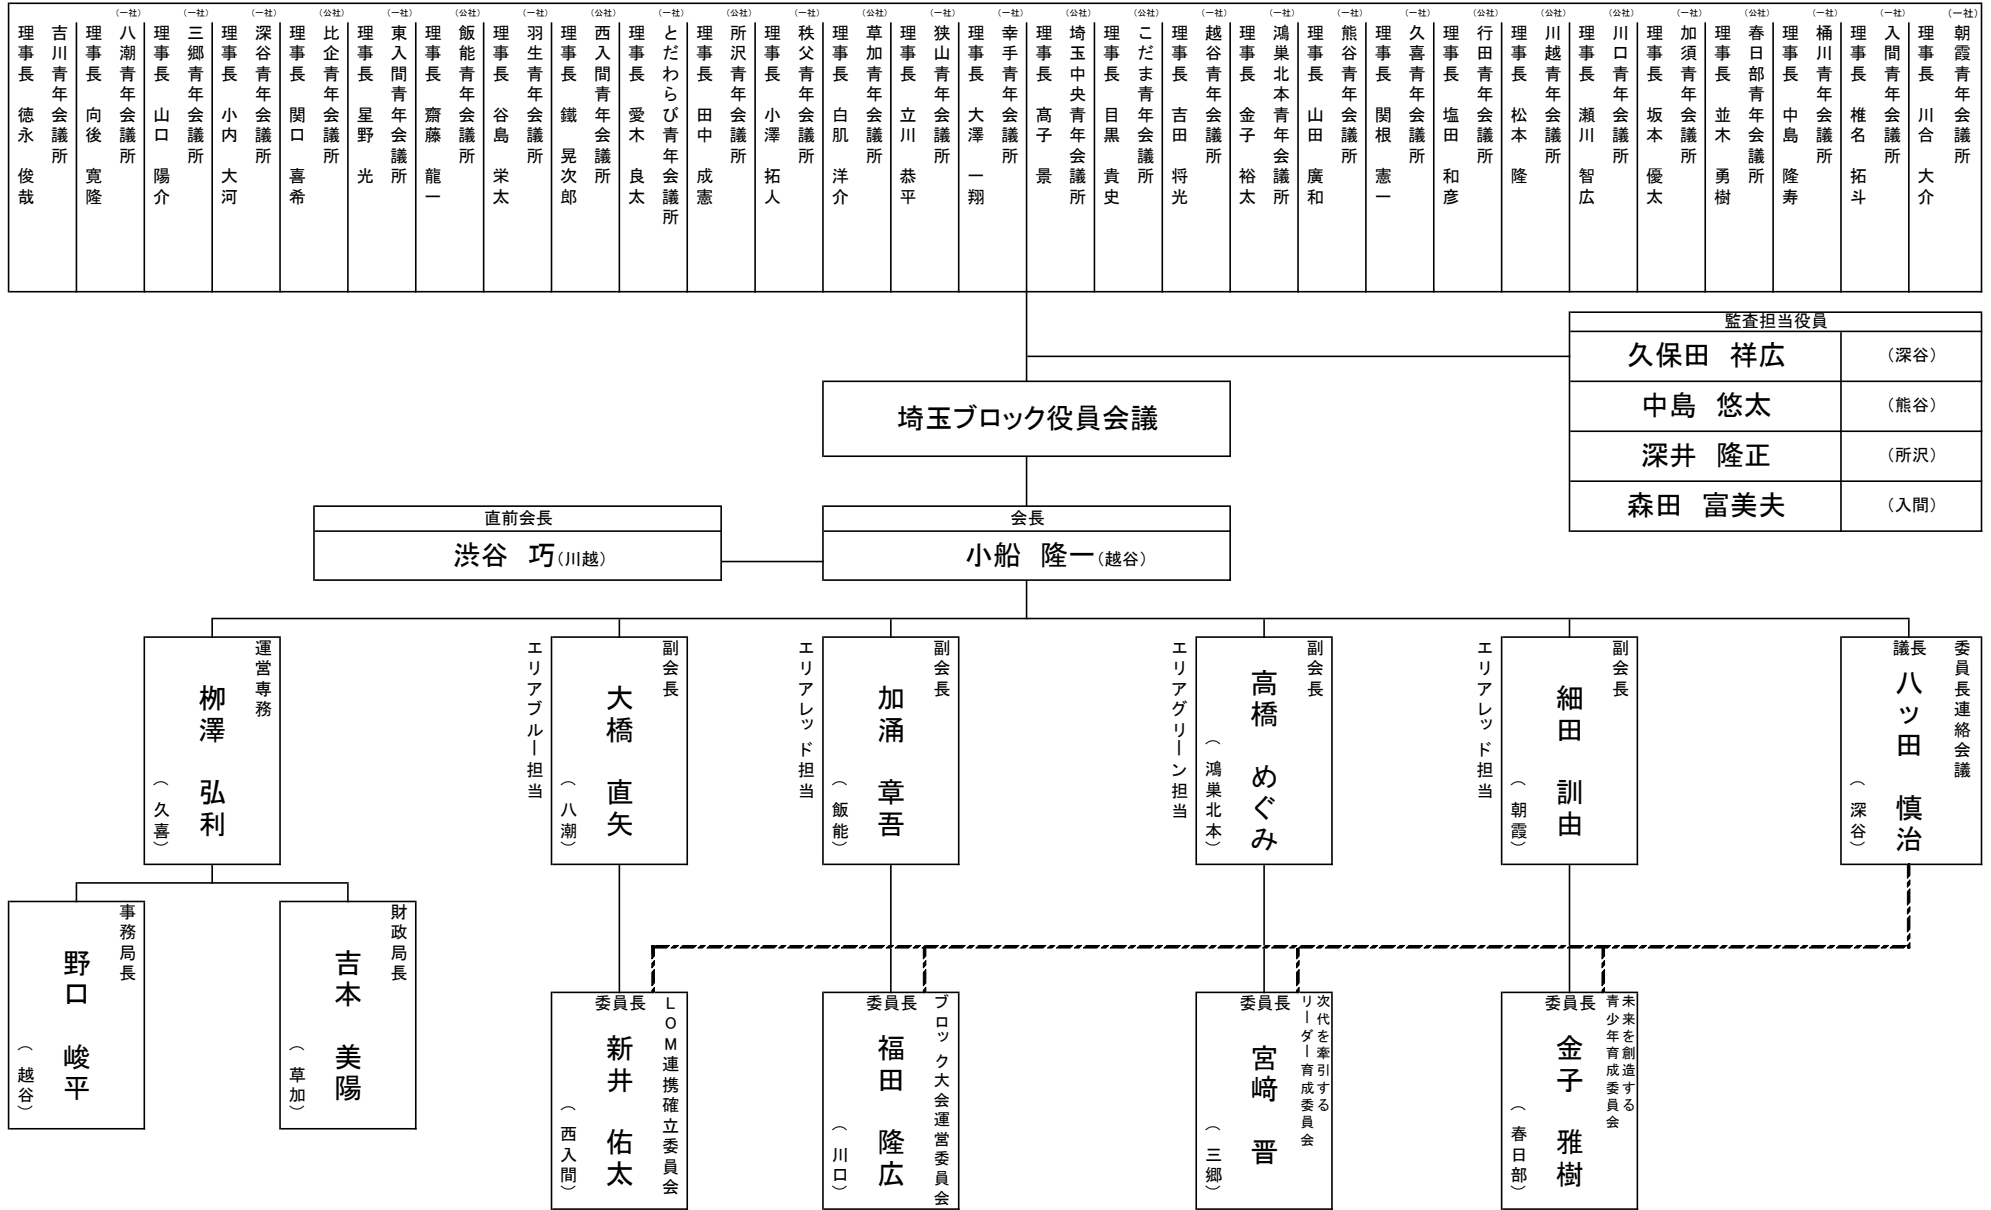 （一社）
朝霞青年会議所
理事長　川合　大介
（一社）
入間青年会議所
理事長　椎名　拓斗
（一社）
桶川青年会議所
理事長　中島　隆寿
（公社）
春日部青年会議所
理事長　並木　勇樹
（一社）
加須青年会議所
理事長　坂本　優太
（公社）
川口青年会議所
理事長　瀬川　智広
（公社）
川越青年会議所
理事長　松本　隆
（公社）
行田青年会議所
理事長　塩田　和彦
（一社）
久喜青年会議所
理事長　関根　憲一
（一社）
熊谷青年会議所
理事長　山田　廣和
（一社）
鴻巣北本青年会議所
理事長　金子　裕太
（一社）
越谷青年会議所
理事長　吉田　将光
（公社）
こだま青年会議所
理事長　目黒　貴史
（公社）
埼玉中央青年会議所
理事長　髙子　景
（一社）
幸手青年会議所
理事長　大澤　一翔
（一社）
狭山青年会議所
理事長　立川　恭平
（公社）
草加青年会議所
理事長　白肌　洋介
（一社）
秩父青年会議所
理事長　小澤　拓人
（公社）
所沢青年会議所
理事長　田中　成憲
（一社）
とだわらび青年会議所
理事長　愛木　良太
（公社）
西入間青年会議所
理事長　鐵　晃次郎
（一社）
羽生青年会議所
理事長　谷島　栄太
（公社）
飯能青年会議所
理事長　齋藤　龍一
（一社）
東入間青年会議所
理事長　星野　光
（公社）
比企青年会議所
理事長　関口　喜希
（一社）
深谷青年会議所
理事長　小内　大河
（一社）
三郷青年会議所
理事長　山口　陽介
（一社）
八潮青年会議所
理事長　向後　寛隆
吉川青年会議所
理事長　徳永　俊哉
監査担当役員
久保田　祥広　（深谷）
中島　悠太　（熊谷）
深井　隆正　（所沢）
森田　富美夫　（入間）
埼玉ブロック役員会議
直前会長
渋谷　巧（川越）
会長
小船　隆一（越谷）
委員長連絡会議
議長
八ッ田　慎治
（深谷）
副会長
細田　訓由
（朝霞）
エリアレッド担当
副会長
高橋　めぐみ
（鴻巣北本）
エリアグリーン担当
副会長
加涌　章吾
（飯能）
エリアレッド担当
副会長
大橋　直矢
（八潮）
エリアブルー担当
運営専務
栁澤　弘利
（久喜）
財政局長
吉本　美陽
（草加）
事務局長
野口　峻平
（越谷）
未来を創造する
青少年育成委員会
委員長
金子　雅樹
（春日部）
次代を牽引する
リーダー育成委員会
委員長
宮﨑　晋
（三郷）
ブロック大会運営委員会
委員長
福田　隆広
（川口）
ＬＯＭ連携確立委員会
委員長
新井　佑太
（西入間）